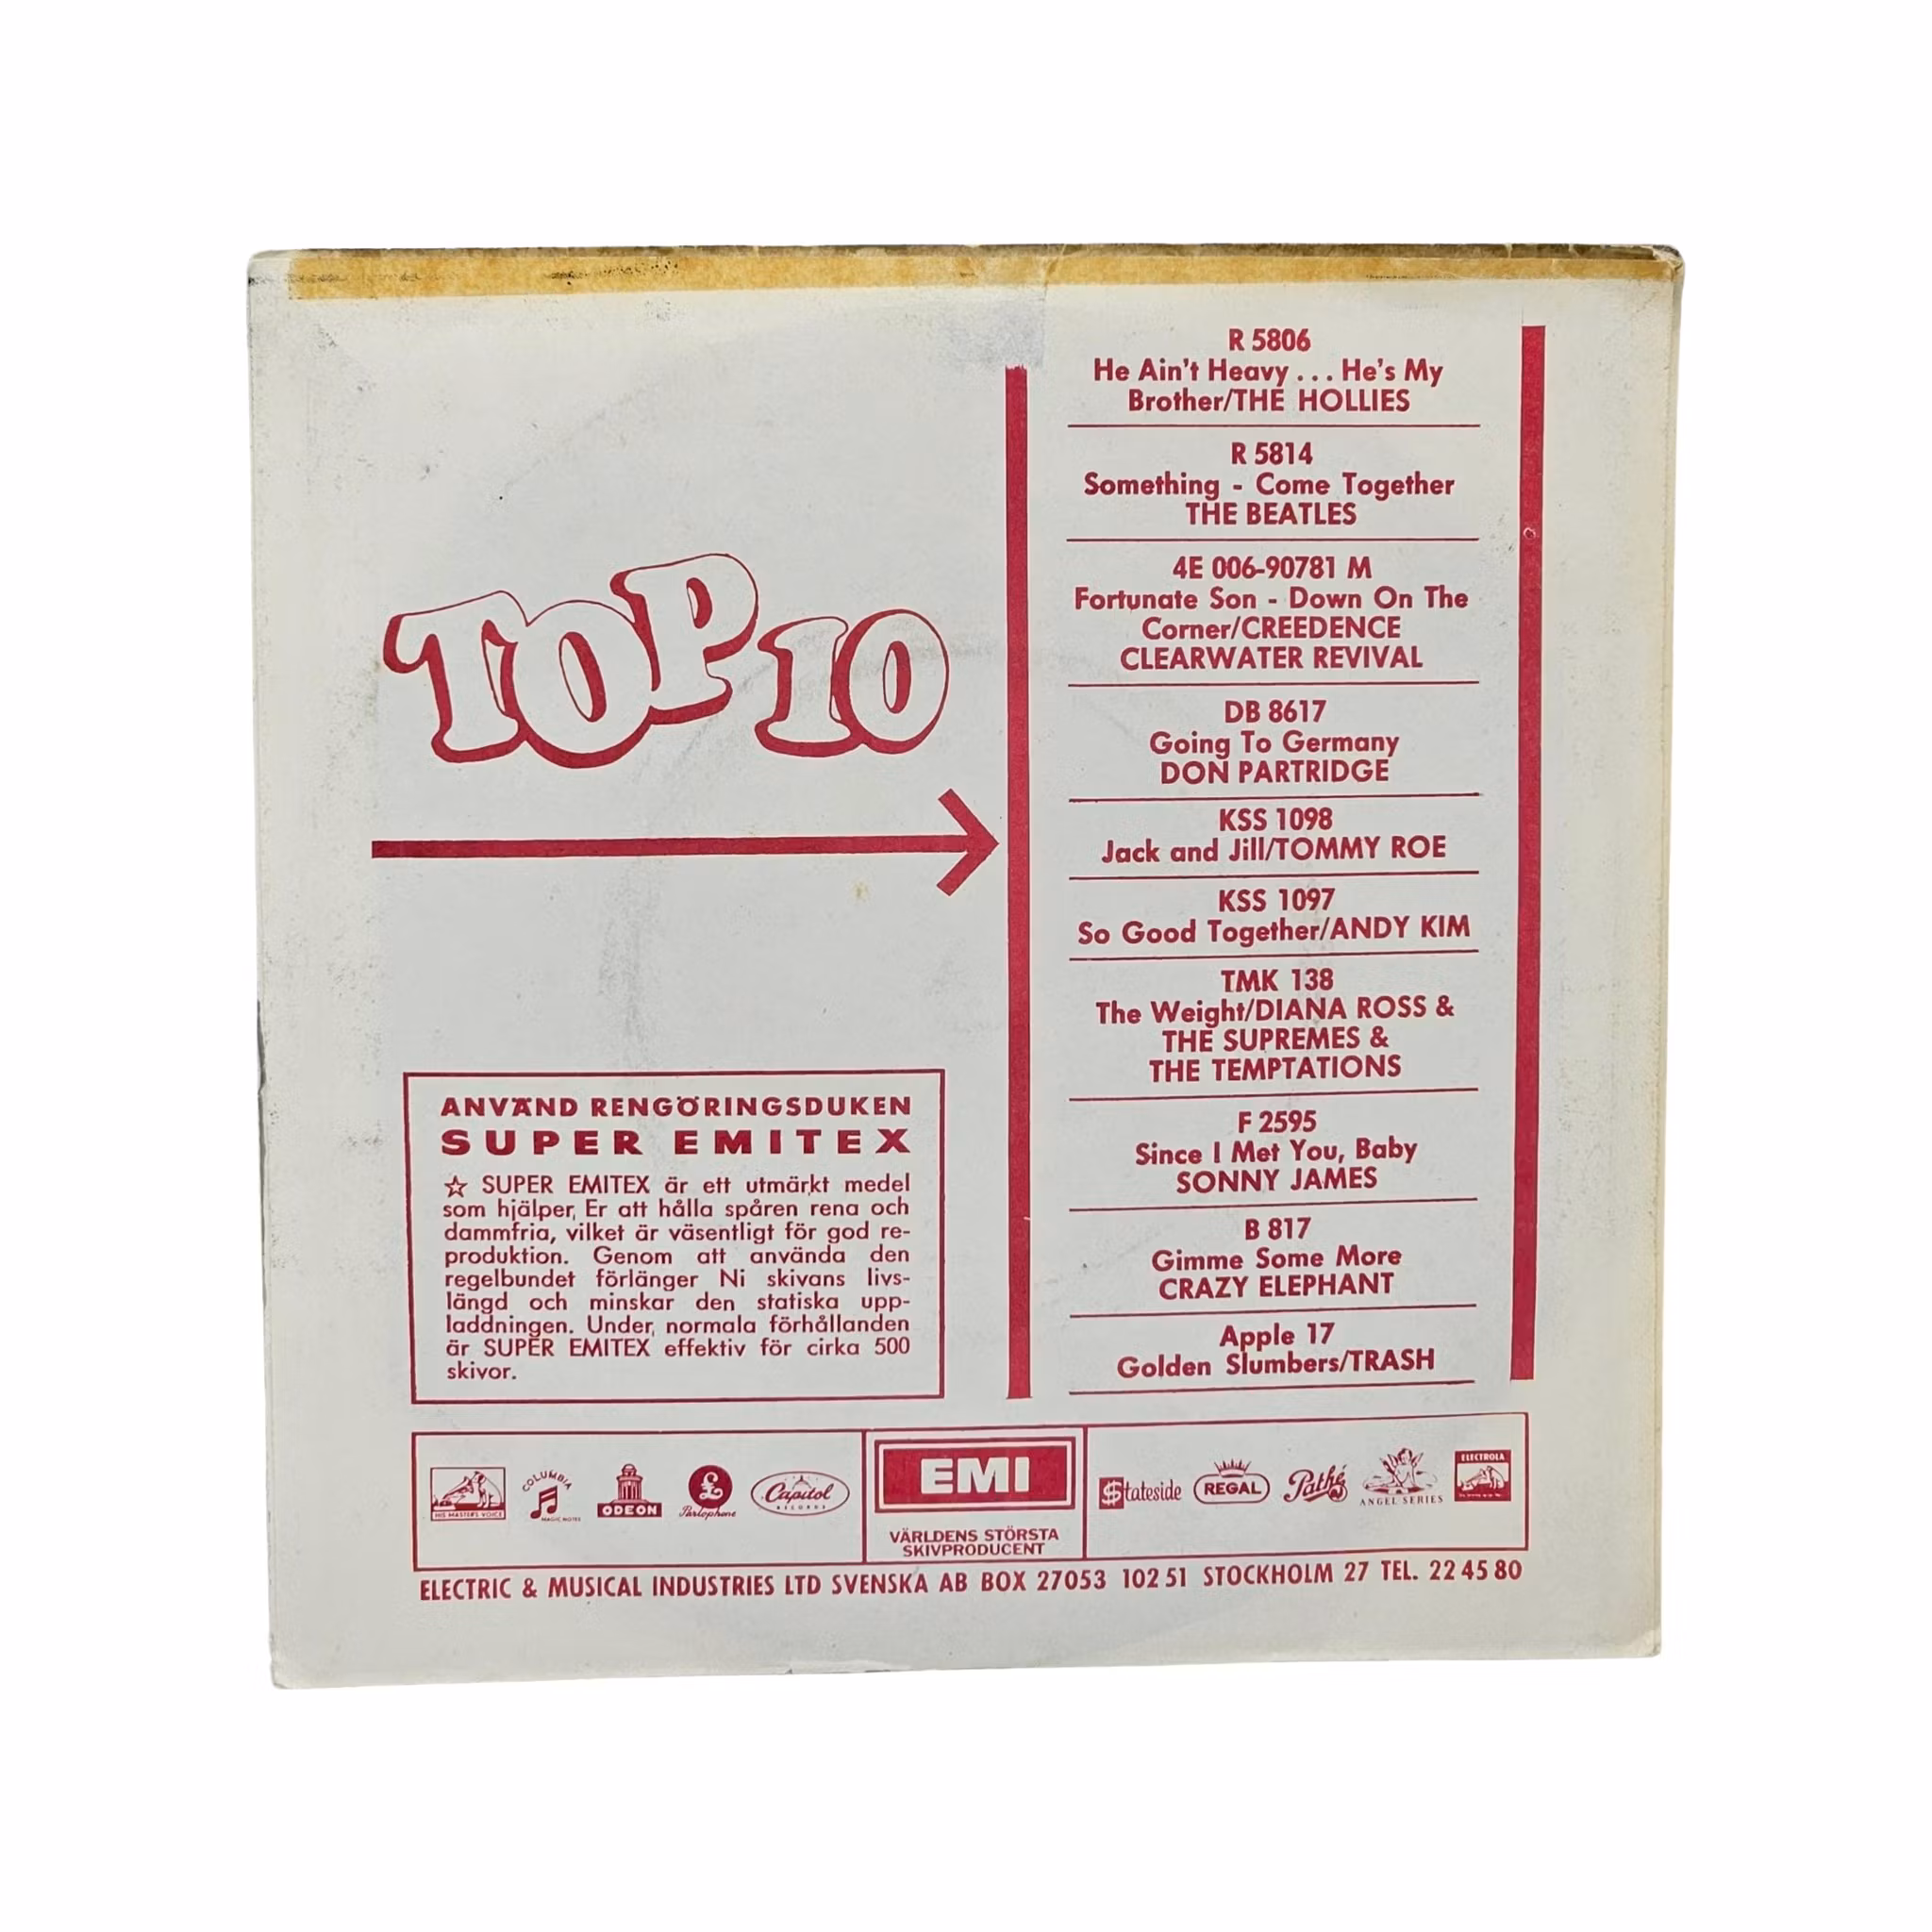 TOP 10
R 5806
He Ain't Heavy . . . He's My
Brother/THE HOLLIES
R 5814
Something - Come Together
THE BEATLES
4E 006-90781 M
Fortunate Son - Down On The
Corner/CREEDENCE
CLEARWATER REVIVAL
DB 8617
Going To Germany
DON PARTRIDGE
KSS 1098
Jack and Jill/TOMMY ROE
KSS 1097
So Good Together/ANDY KIM
TMK 138
The Weight/DIANA ROSS &
THE SUPREMES &
THE TEMPTATIONS
F 2595
Since I Met You, Baby
SONNY JAMES
B 817
Gimme Some More
CRAZY ELEPHANT
Apple 17
Golden Slumbers/TRASH
ANVÄND RENGÖRINGSDUKEN
SUPER EMITEX
☆ SUPER EMITEX är ett utmärkt medel
som hjälper Er att hålla spåren rena och
dammfria, vilket är väsentligt för god re-
produktion. Genom att använda den
regelbundet förlänger Ni skivans livs-
längd och minskar den statiska upp-
laddningen. Under normala förhållanden
är SUPER EMITEX effektiv för cirka 500
skivor.
HIS MASTER'S VOICE
COLUMBIA
MAGIC NOTES
ODEON
£
Parlophone
Capitol
RECORDS
EMI
VÄRLDENS STÖRSTA
SKIVPRODUCENT
Stateside
REGAL
Pathé
ANGEL SERIES
ELECTROLA
ELECTRIC & MUSICAL INDUSTRIES LTD SVENSKA AB BOX 27053 102 51 STOCKHOLM 27 TEL. 22 45 80